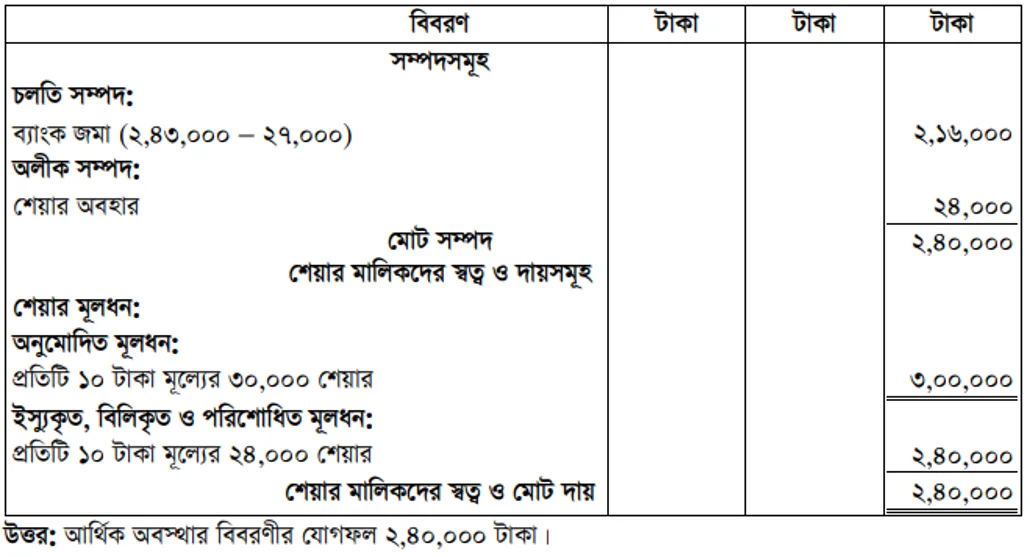 বিবরণ টাকা টাকা টাকা
সম্পদসমূহ
চলতি সম্পদ:
ব্যাংক জমা (২,৪৩,০০০ – ২৭,০০০) ২,১৬,০০০
অলীক সম্পদ:
শেয়ার অবহার ২৪,০০০
মোট সম্পদ ২,৪০,০০০
শেয়ার মালিকদের স্বত্ব ও দায়সমূহ
শেয়ার মূলধন:
অনুমোদিত মূলধন:
প্রতিটি ১০ টাকা মূল্যের ৩০,০০০ শেয়ার ৩,০০,০০০
ইস্যুকৃত, বিলিকৃত ও পরিশোধিত মূলধন:
প্রতিটি ১০ টাকা মূল্যের ২৪,০০০ শেয়ার ২,৪০,০০০
শেয়ার মালিকদের স্বত্ব ও মোট দায় ২,৪০,০০০
উত্তর: আর্থিক অবস্থার বিবরণীর যোগফল ২,৪০,০০০ টাকা।